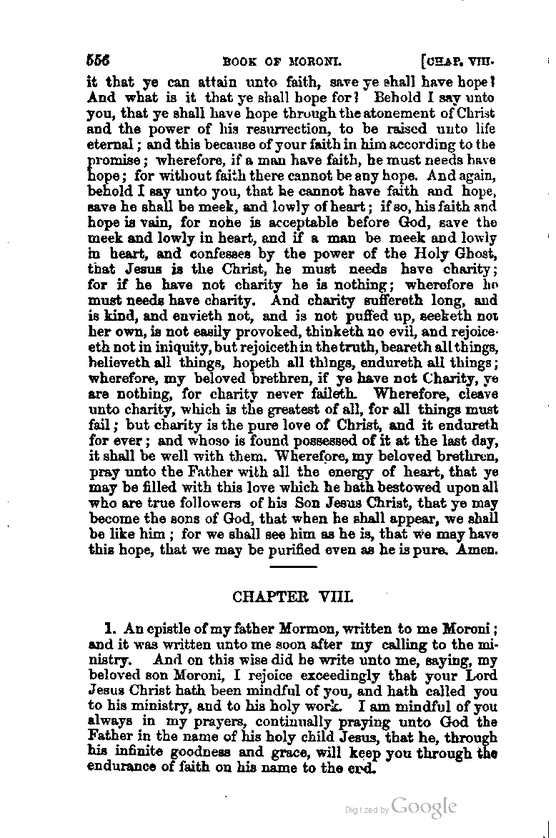 556 BOOK OF MORONI. [CHAP. VIII.
it that ye can attain unto faith, save ye shall have hope?
And what is it that ye shall hope for? Behold I say unto
you, that ye shall have hope through the atonement of Christ
and the power of his resurrection, to be raised unto life
eternal; and this because of your faith in him according to the
promise; wherefore, if a man have faith, he must needs have
hope; for without faith there cannot be any hope. And again,
behold I say unto you, that he cannot have faith and hope,
save he shall be meek, and lowly of heart; if so, his faith and
hope is vain, for none is acceptable before God, save the
meek and lowly in heart, and if a man be meek and lowly
in heart, and confesses by the power of the Holy Ghost,
that Jesus is the Christ, he must needs have charity;
for if he have not charity he is nothing; wherefore he
must needs have charity. And charity suffereth long, and
is kind, and envieth not, and is not puffed up, seeketh not
her own, is not easily provoked, thinketh no evil, and rejoice-
eth not in iniquity, but rejoiceth in the truth, beareth all things,
believeth all things, hopeth all things, endureth all things;
wherefore, my beloved brethren, if ye have not Charity, ye
are nothing, for charity never faileth. Wherefore, cleave
unto charity, which is the greatest of all, for all things must
fail; but charity is the pure love of Christ, and it endureth
for ever; and whoso is found possessed of it at the last day,
it shall be well with them. Wherefore, my beloved brethren,
pray unto the Father with all the energy of heart, that ye
may be filled with this love which he hath bestowed upon all
who are true followers of his Son Jesus Christ, that ye may
become the sons of God, that when he shall appear, we shall
be like him; for we shall see him as he is, that we may have
this hope, that we may be purified even as he is pure. Amen.
CHAPTER VIII.
1. An epistle of my father Mormon, written to me Moroni;
and it was written unto me soon after my calling to the mi-
nistry. And on this wise did he write unto me, saying, my
beloved son Moroni, I rejoice exceedingly that your Lord
Jesus Christ hath been mindful of you, and hath called you
to his ministry, and to his holy work. I am mindful of you
always in my prayers, continually praying unto God the
Father in the name of his holy child Jesus, that he, through
his infinite goodness and grace, will keep you through the
endurance of faith on his name to the end.
Digitized by Google